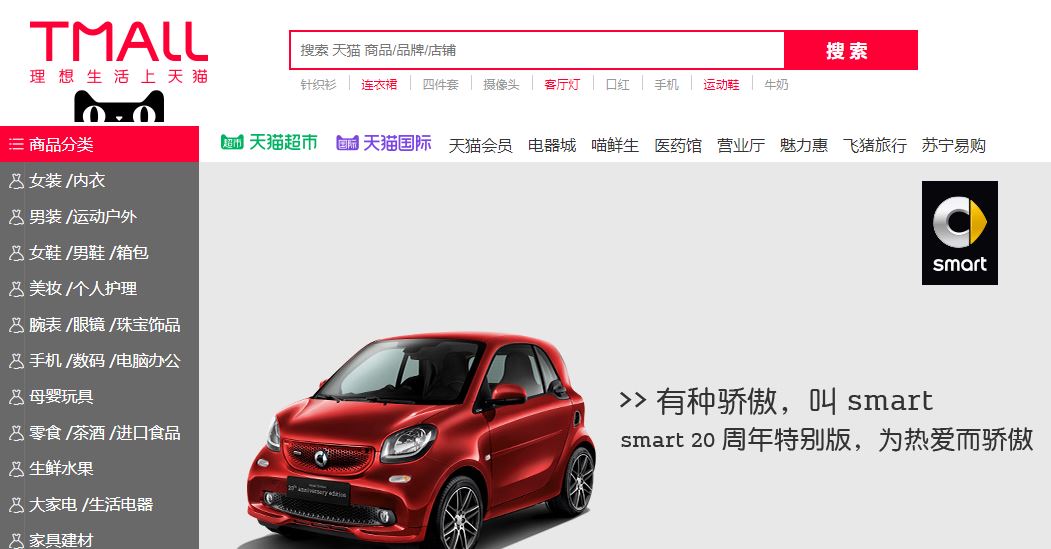 TMALL
理想生活上天猫
搜索 天猫 商品/品牌/店铺
搜 索
针织衫 连衣裙 四件套 摄像头 客厅灯 口红 手机 运动鞋 牛奶
商品分类
超市 天猫超市 国际 天猫国际 天猫会员 电器城 喵鲜生 医药馆 营业厅 魅力惠 飞猪旅行 苏宁易购
女装 /内衣
男装 /运动户外
女鞋 /男鞋 /箱包
美妆 /个人护理
腕表 /眼镜 /珠宝饰品
手机 /数码 /电脑办公
母婴玩具
零食 /茶酒 /进口食品
生鲜水果
大家电 /生活电器
家具建材
smart
>> 有种骄傲，叫 smart
smart 20 周年特别版，为热爱而骄傲
20th anniversary edition